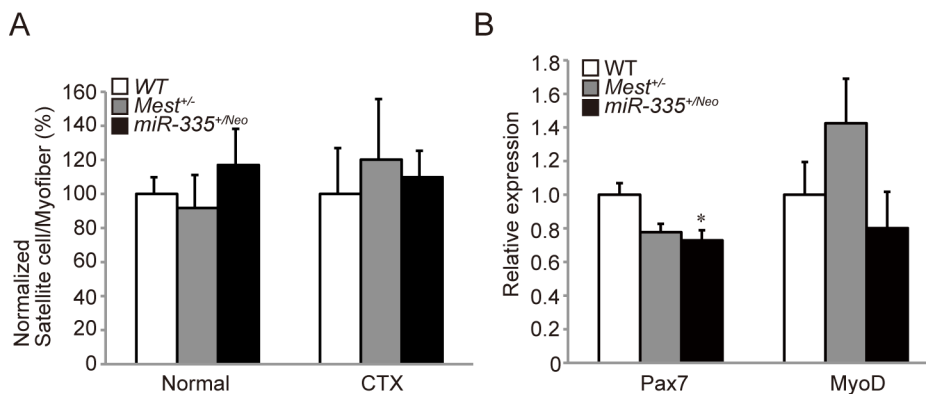 A
Normalized
Satellite cell/Myofiber (%)
160
140
120
100
80
60
40
20
0
WT
Mest+/-
miR-335+/Neo
Normal
CTX
B
Relative expression
1.8
1.6
1.4
1.2
1.0
0.8
0.6
0.4
0.2
0
WT
Mest+/-
miR-335+/Neo
*
Pax7
MyoD